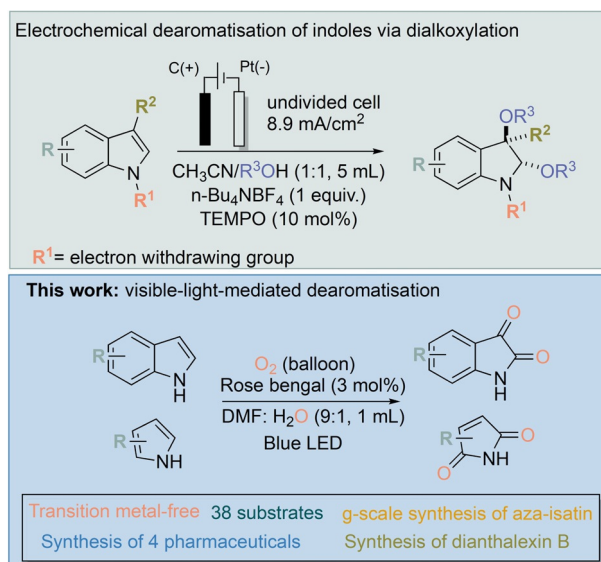 Electrochemical dearomatisation of indoles via dialkoxylation
C(+)
Pt(-)
undivided cell
8.9 mA/cm²
R
R²
N
R¹
CH₃CN/R³OH (1:1, 5 mL)
n-Bu₄NBF₄ (1 equiv.)
TEMPO (10 mol%)
OR³
R²
R
OR³
N
R¹
R¹= electron withdrawing group
This work: visible-light-mediated dearomatisation
R
N
H
R
NH
O₂ (balloon)
Rose bengal (3 mol%)
DMF: H₂O (9:1, 1 mL)
Blue LED
O
R
O
N
H
R
O
NH
O
Transition metal-free 38 substrates g-scale synthesis of aza-isatin
Synthesis of 4 pharmaceuticals Synthesis of dianthalexin B